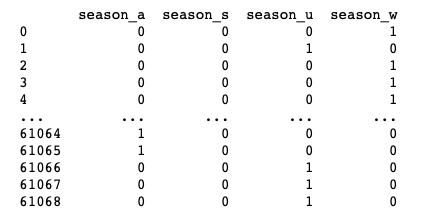 season_a season_s season_u season_w
0 0 0 0 1
1 0 0 1 0
2 0 0 0 1
3 0 0 0 1
4 0 0 0 1
... ... ... ... ...
61064 1 0 0 0
61065 1 0 0 0
61066 0 0 1 0
61067 0 0 1 0
61068 0 0 1 0